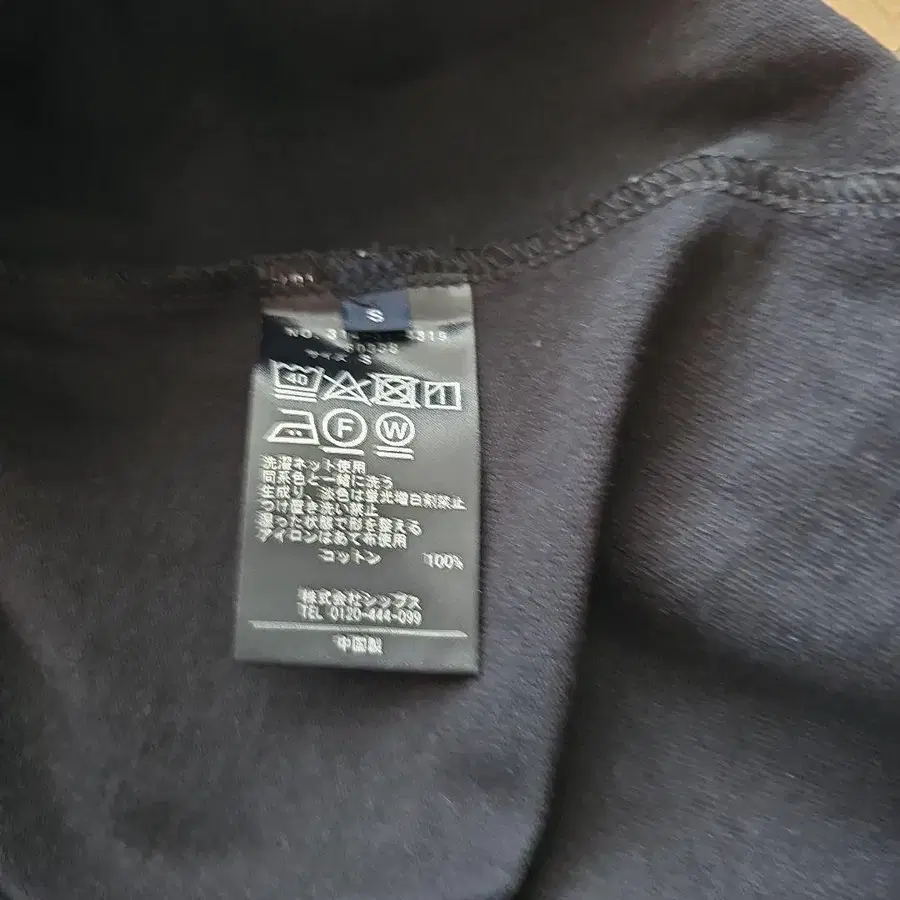 S
サイズ S
40
F
W
洗濯ネット使用
同系色と一緒に洗う
生成り、淡色は蛍光増白剤禁止
つけ置き洗い禁止
湿った状態で形を整える
アイロンはあて布使用
コットン 100%
株式会社シップス
TEL 0120-444-099
中国製